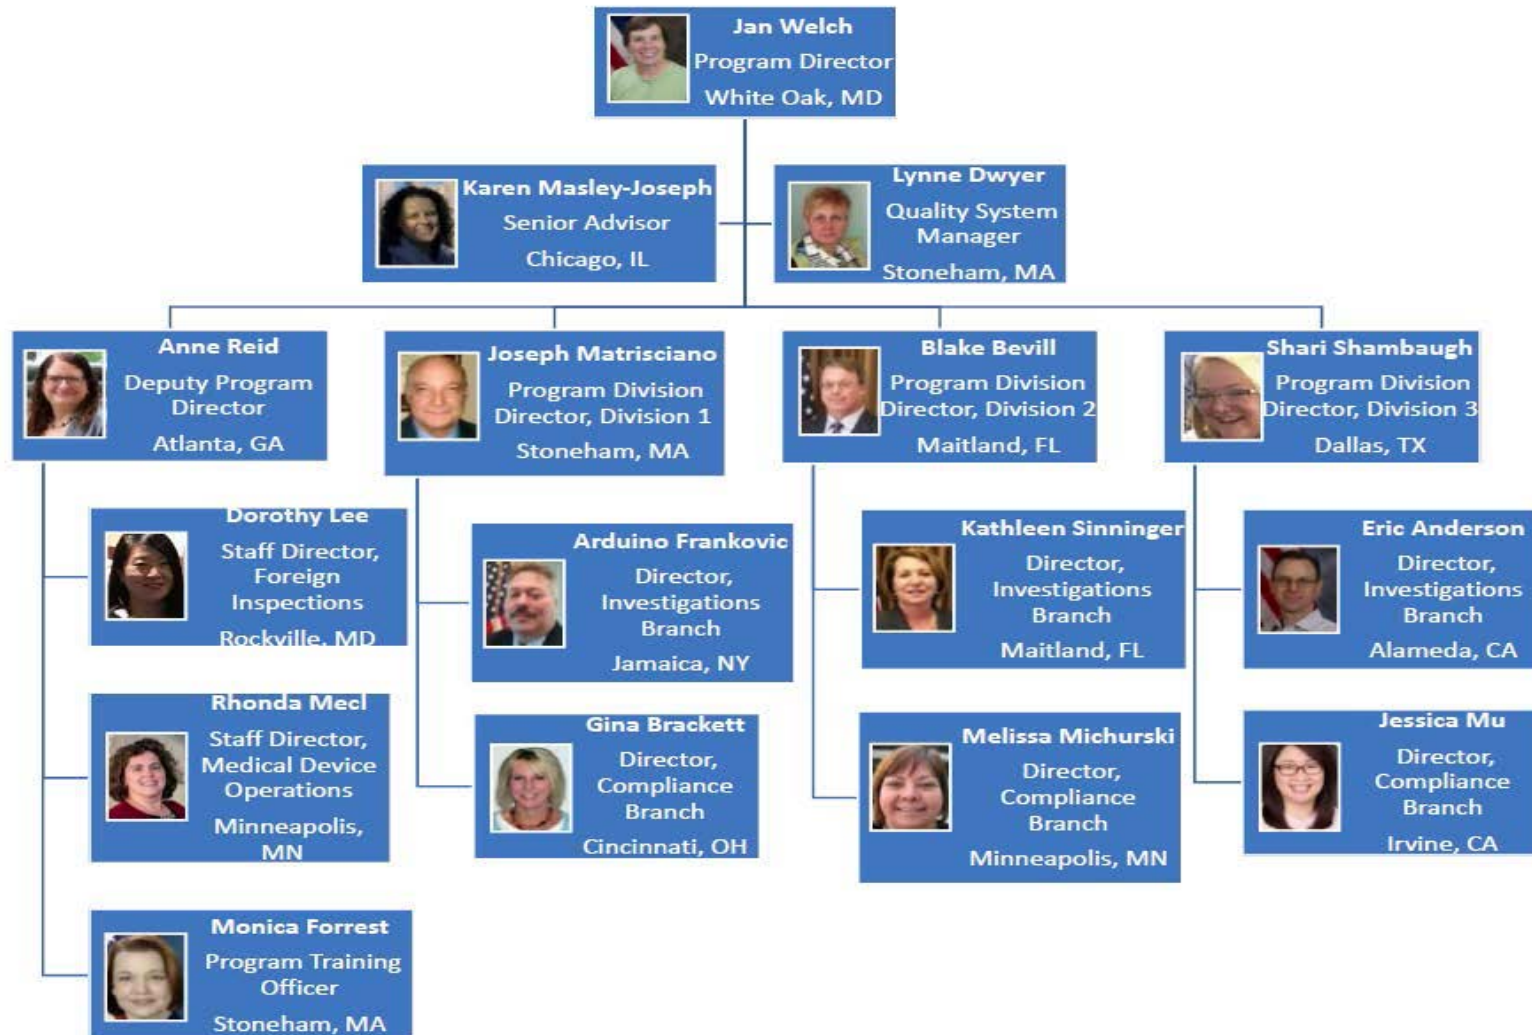 Jan Welch
Program Director
White Oak, MD
Karen Masley-Joseph
Senior Advisor
Chicago, IL
Lynne Dwyer
Quality System
Manager
Stoneham, MA
Anne Reid
Deputy Program
Director
Atlanta, GA
Joseph Matrisciano
Program Division
Director, Division 1
Stoneham, MA
Blake Bevill
Program Division
Director, Division 2
Maitland, FL
Shari Shambaugh
Program Division
Director, Division 3
Dallas, TX
Dorothy Lee
Staff Director,
Foreign
Inspections
Rockville, MD
Arduino Frankovic
Director,
Investigations
Branch
Jamaica, NY
Kathleen Sinninger
Director,
Investigations
Branch
Maitland, FL
Eric Anderson
Director,
Investigations
Branch
Alameda, CA
Rhonda Mecl
Staff Director,
Medical Device
Operations
Minneapolis,
MN
Gina Brackett
Director,
Compliance
Branch
Cincinnati, OH
Melissa Michurski
Director,
Compliance
Branch
Minneapolis, MN
Jessica Mu
Director,
Compliance
Branch
Irvine, CA
Monica Forrest
Program Training
Officer
Stoneham, MA